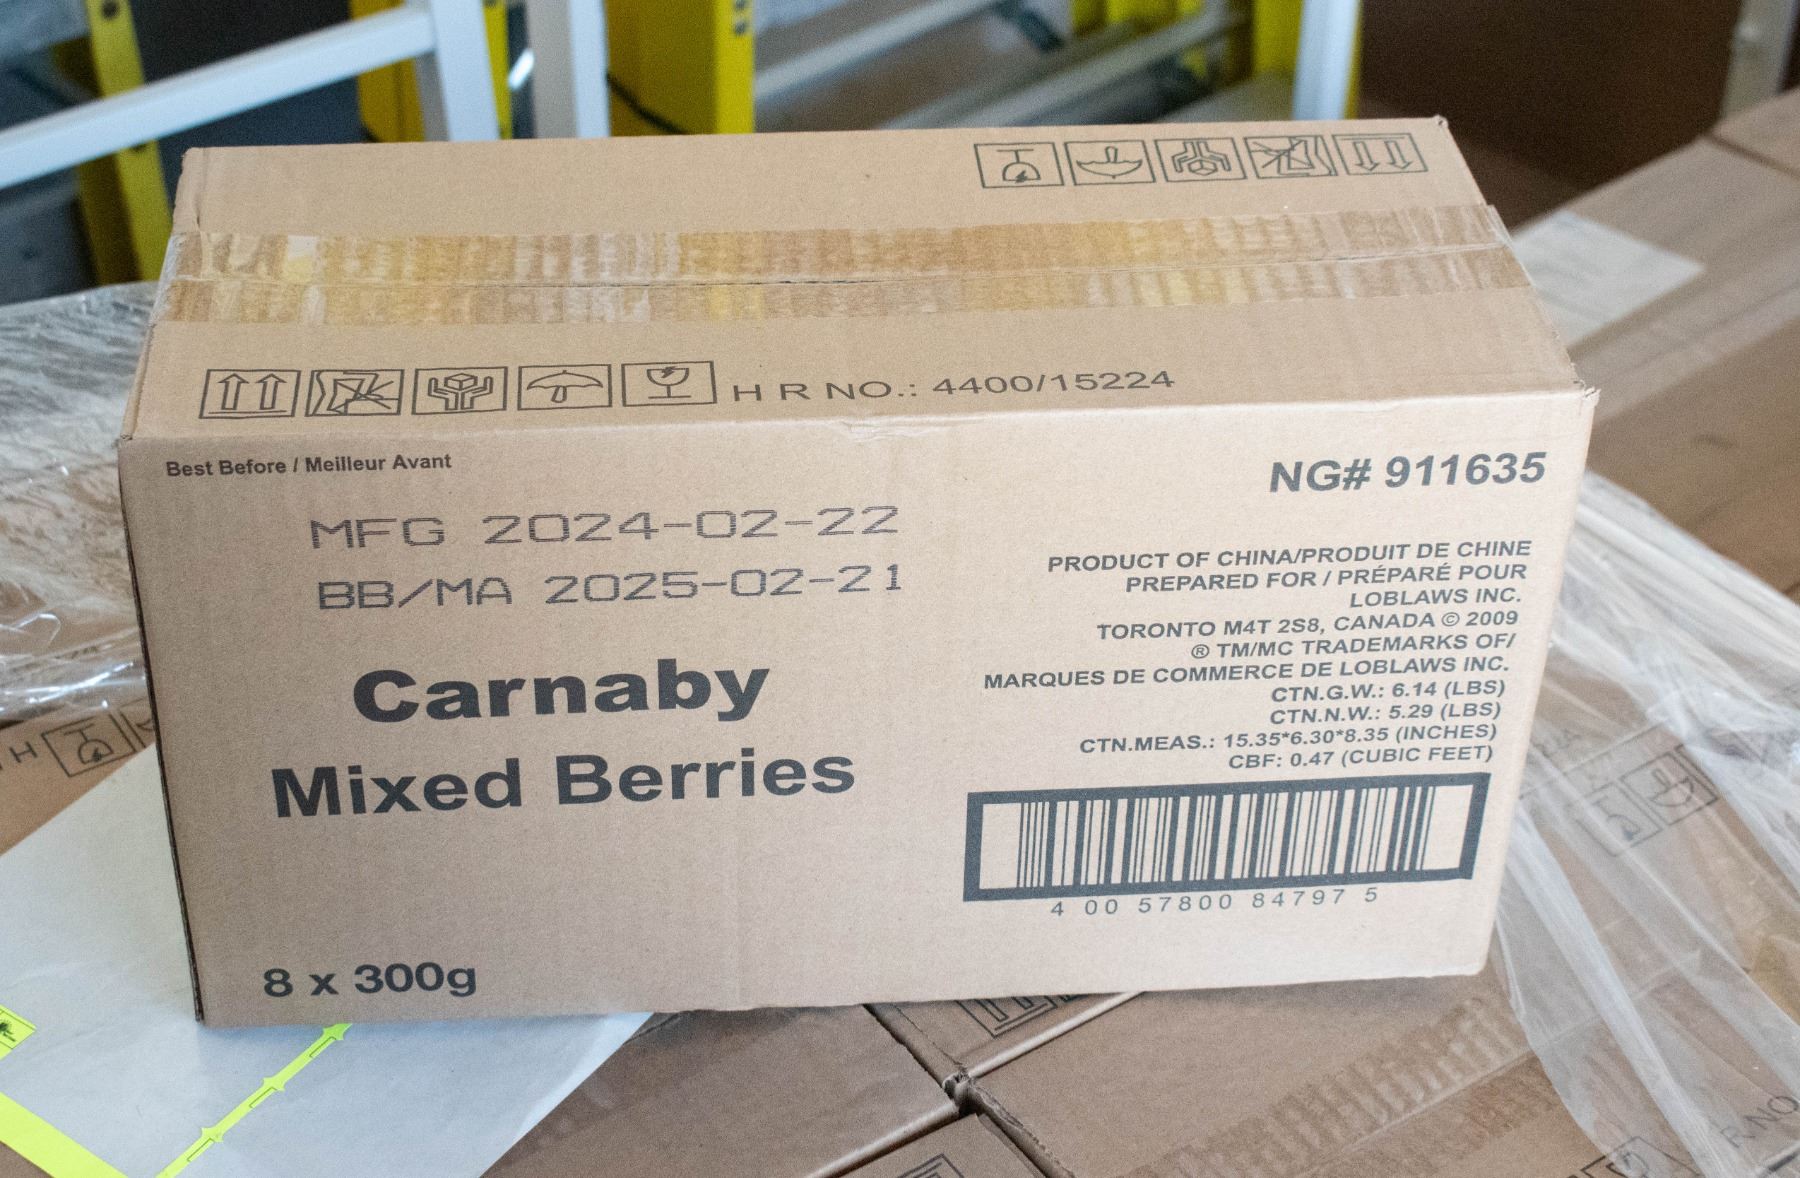 H R NO.: 4400/15224
Best Before / Meilleur Avant
MFG 2024-02-22
BB/MA 2025-02-21
Carnaby
Mixed Berries
8 x 300g
NG# 911635
PRODUCT OF CHINA/PRODUIT DE CHINE
PREPARED FOR / PRÉPARÉ POUR
LOBLAWS INC.
TORONTO M4T 2S8, CANADA © 2009
® TM/MC TRADEMARKS OF/
MARQUES DE COMMERCE DE LOBLAWS INC.
CTN.G.W.: 6.14 (LBS)
CTN.N.W.: 5.29 (LBS)
CTN.MEAS.: 15.35*6.30*8.35 (INCHES)
CBF: 0.47 (CUBIC FEET)
4 00 57800 84797 5
H
R NO